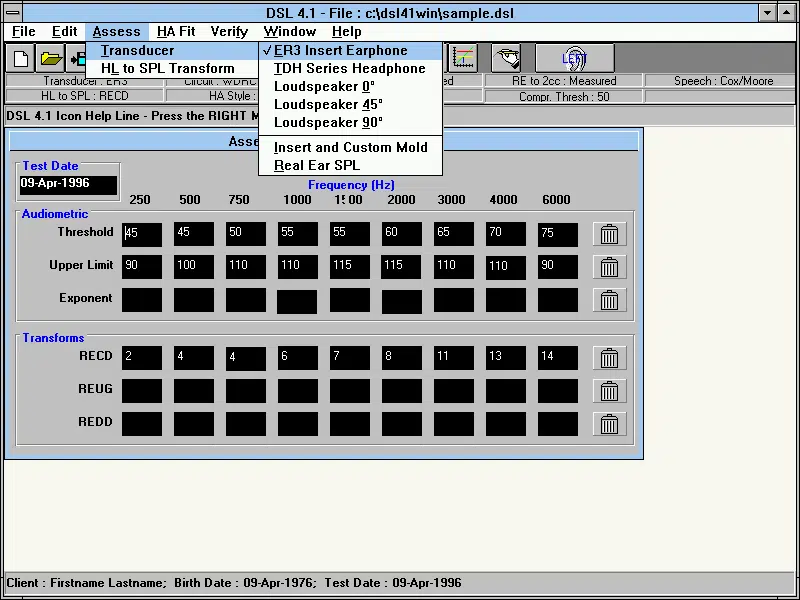 DSL 4.1 - File : c:\dsl41win\sample.dsl
File Edit Assess HA Fit Verify Window Help
Transducer
HL to SPL Transform
✓ER3 Insert Earphone
TDH Series Headphone
Loudspeaker 0°
Loudspeaker 45°
Loudspeaker 90°
Insert and Custom Mold
Real Ear SPL
LEFT
Transducer : ER3 Circuit : WDRC RE to 2cc : Measured Speech : Cox/Moore
HL to SPL : RECD HA Style : Compr. Thresh : 50
DSL 4.1 Icon Help Line - Press the RIGHT M
Asse
Test Date
09-Apr-1996
Frequency (Hz)
250 500 750 1000 1500 2000 3000 4000 6000
Audiometric
Threshold 45 45 50 55 55 60 65 70 75
Upper Limit 90 100 110 110 115 115 110 110 90
Exponent
Transforms
RECD 2 4 4 6 7 8 11 13 14
REUG
REDD
Client : Firstname Lastname; Birth Date : 09-Apr-1976; Test Date : 09-Apr-1996